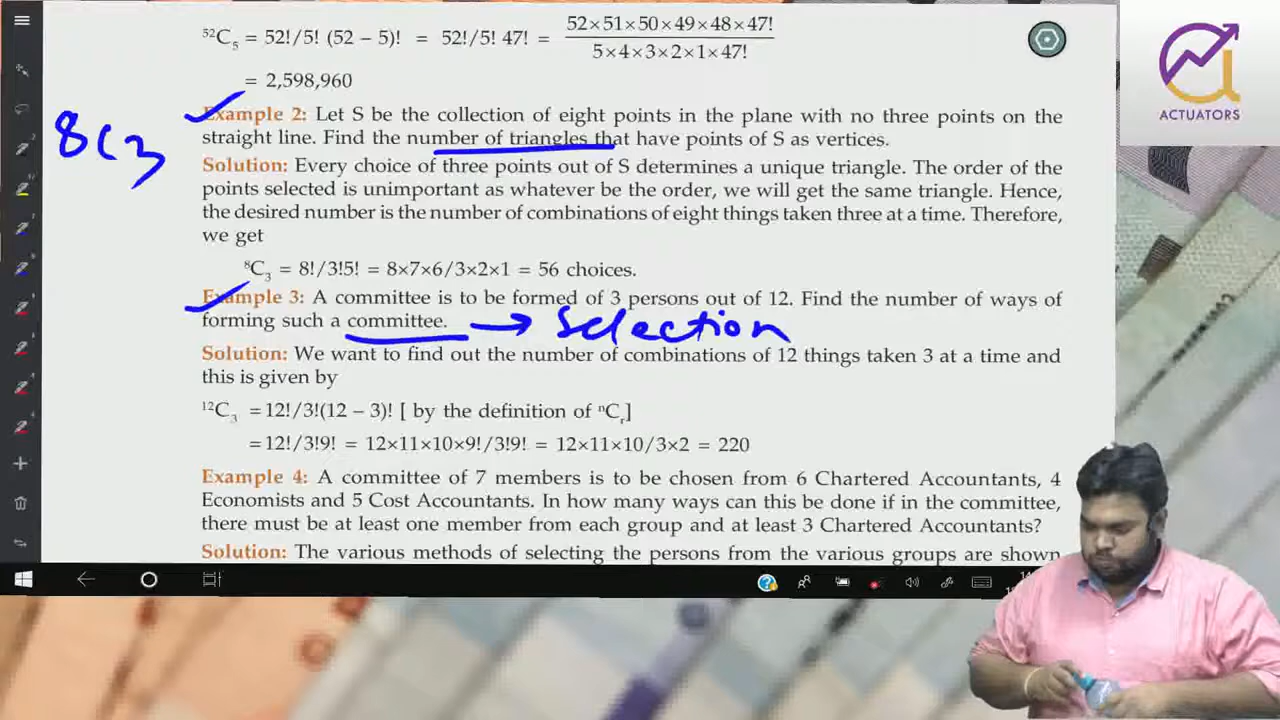 ⁵²C₅ = 52!/5! (52 – 5)! = 52!/5! 47! = 52×51×50×49×48×47! / 5×4×3×2×1×47!
= 2,598,960
ACTUATORS
8C3
Example 2: Let S be the collection of eight points in the plane with no three points on the
straight line. Find the number of triangles that have points of S as vertices.
Solution: Every choice of three points out of S determines a unique triangle. The order of the
points selected is unimportant as whatever be the order, we will get the same triangle. Hence,
the desired number is the number of combinations of eight things taken three at a time. Therefore,
we get
⁸C₃ = 8!/3!5! = 8×7×6/3×2×1 = 56 choices.
Example 3: A committee is to be formed of 3 persons out of 12. Find the number of ways of
forming such a committee. → Selection
Solution: We want to find out the number of combinations of 12 things taken 3 at a time and
this is given by
¹²C₃ = 12!/3!(12 – 3)! [ by the definition of ⁿCᵣ]
= 12!/3!9! = 12×11×10×9!/3!9! = 12×11×10/3×2 = 220
Example 4: A committee of 7 members is to be chosen from 6 Chartered Accountants, 4
Economists and 5 Cost Accountants. In how many ways can this be done if in the committee,
there must be at least one member from each group and at least 3 Chartered Accountants?
Solution: The various methods of selecting the persons from the various groups are shown